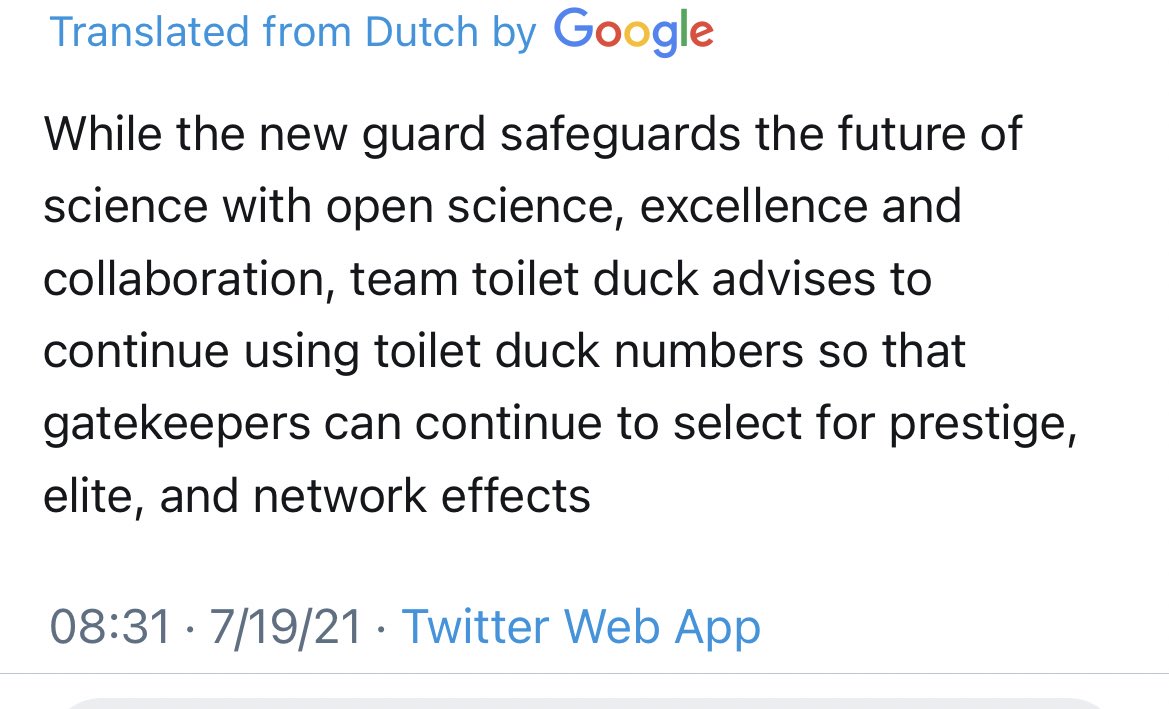 Translated from Dutch by Google
While the new guard safeguards the future of
science with open science, excellence and
collaboration, team toilet duck advises to
continue using toilet duck numbers so that
gatekeepers can continue to select for prestige,
elite, and network effects
08:31 · 7/19/21 · Twitter Web App